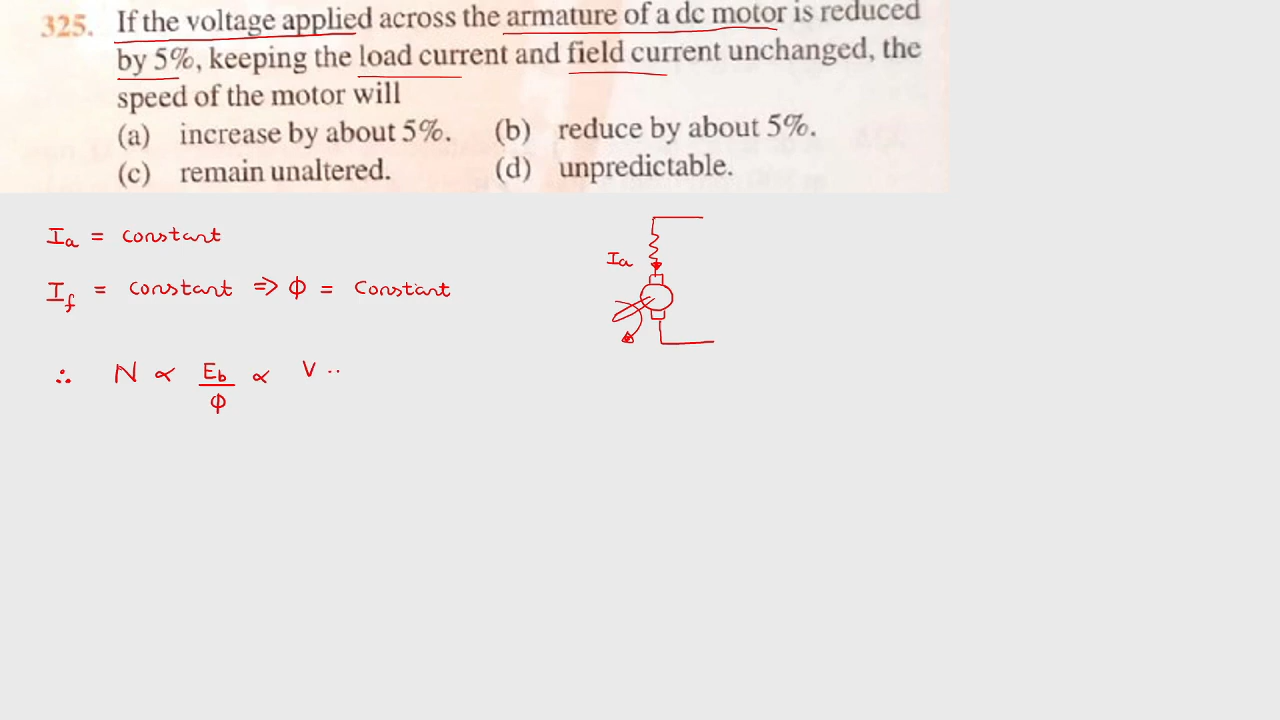 325. If the voltage applied across the armature of a dc motor is reduced
by 5%, keeping the load current and field current unchanged, the
speed of the motor will
(a) increase by about 5%. (b) reduce by about 5%.
(c) remain unaltered. (d) unpredictable.
Ia = constant
Ia
If = constant ⇒ Φ = Constant
∴ N ∝ Eb/Φ ∝ V ..